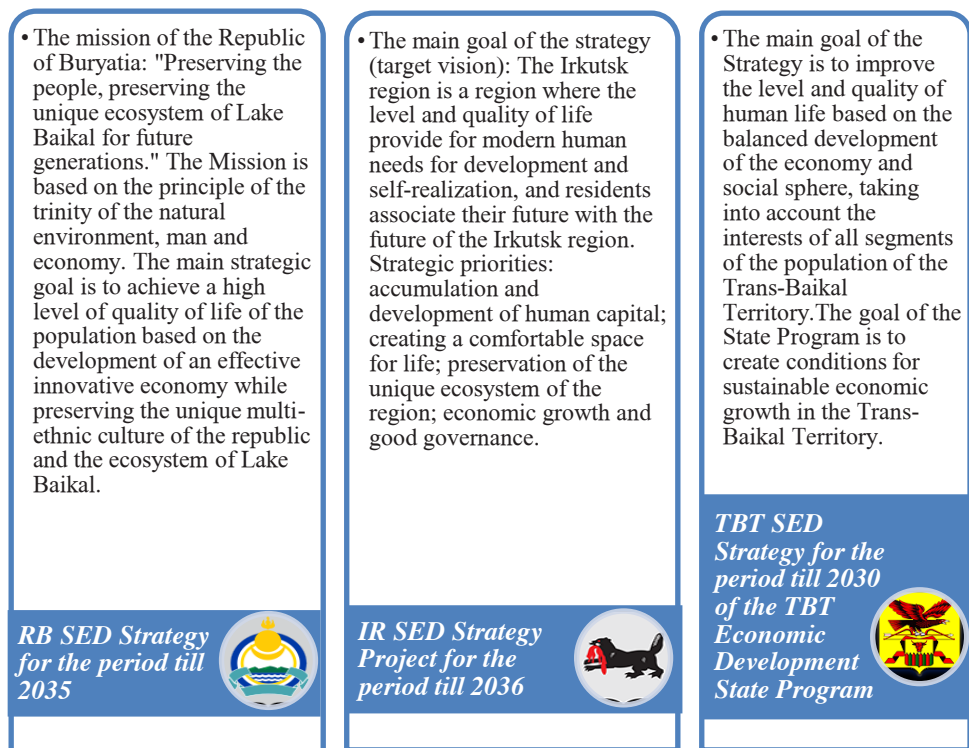 • The mission of the Republic
of Buryatia: "Preserving the
people, preserving the
unique ecosystem of Lake
Baikal for future
generations." The Mission is
based on the principle of the
trinity of the natural
environment, man and
economy. The main strategic
goal is to achieve a high
level of quality of life of the
population based on the
development of an effective
innovative economy while
preserving the unique multi-
ethnic culture of the republic
and the ecosystem of Lake
Baikal.
RB SED Strategy
for the period till
2035
• The main goal of the strategy
(target vision): The Irkutsk
region is a region where the
level and quality of life
provide for modern human
needs for development and
self-realization, and residents
associate their future with the
future of the Irkutsk region.
Strategic priorities:
accumulation and
development of human capital;
creating a comfortable space
for life; preservation of the
unique ecosystem of the
region; economic growth and
good governance.
IR SED Strategy
Project for the
period till 2036
• The main goal of the
Strategy is to improve
the level and quality of
human life based on the
balanced development
of the economy and
social sphere, taking
into account the
interests of all segments
of the population of the
Trans-Baikal
Territory.The goal of the
State Program is to
create conditions for
sustainable economic
growth in the Trans-
Baikal Territory.
TBT SED
Strategy for the
period till 2030
of the TBT
Economic
Development
State Program